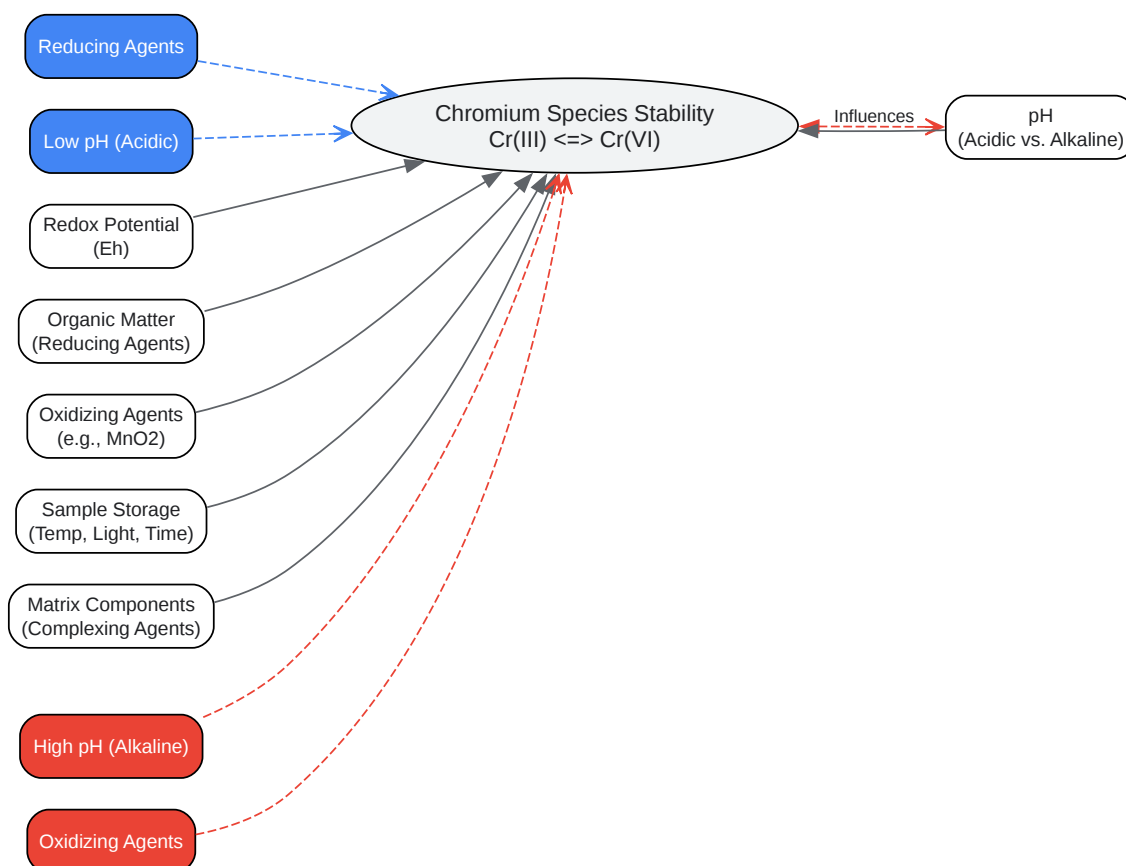 Reducing Agents
Low pH (Acidic)
Chromium Species Stability
Cr(III) <=> Cr(VI)
Influences
pH
(Acidic vs. Alkaline)
Redox Potential
(Eh)
Organic Matter
(Reducing Agents)
Oxidizing Agents
(e.g., MnO2)
Sample Storage
(Temp, Light, Time)
Matrix Components
(Complexing Agents)
High pH (Alkaline)
Oxidizing Agents